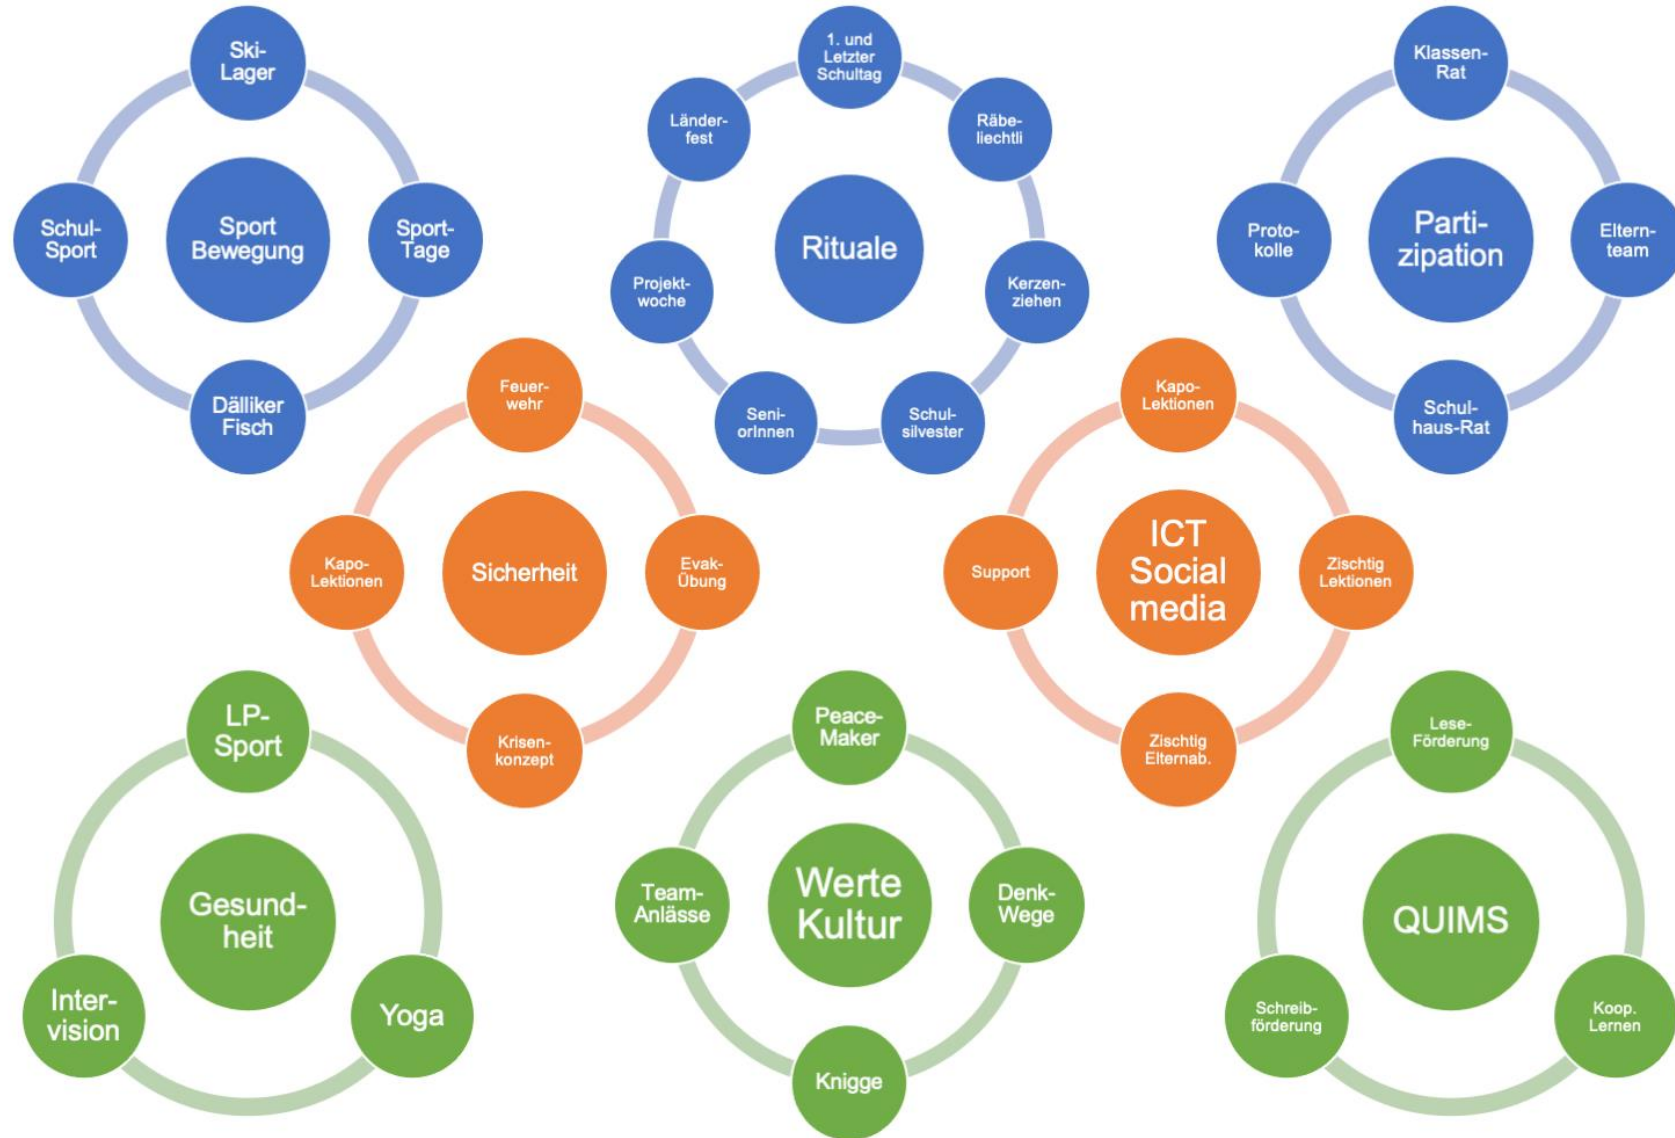 Ski-
Lager
Schul-
Sport
Sport
Bewegung
Sport-
Tage
Dälliker
Fisch
1. und
Letzter
Schultag
Länder-
fest
Räbe-
liechtli
Rituale
Projekt-
woche
Kerzen-
ziehen
Seni-
orInnen
Schul-
silvester
Klassen-
Rat
Proto-
kolle
Parti-
zipation
Eltern-
team
Schul-
haus-Rat
Feuer-
wehr
Kapo-
Lektionen
Sicherheit
Evak-
Übung
Krisen-
konzept
Kapo-
Lektionen
Support
ICT
Social
media
Zischtig
Lektionen
Zischtig
Elternab.
LP-
Sport
Gesund-
heit
Inter-
vision
Yoga
Peace-
Maker
Team-
Anlässe
Werte
Kultur
Denk-
Wege
Knigge
Lese-
Förderung
QUIMS
Schreib-
förderung
Koop.
Lernen